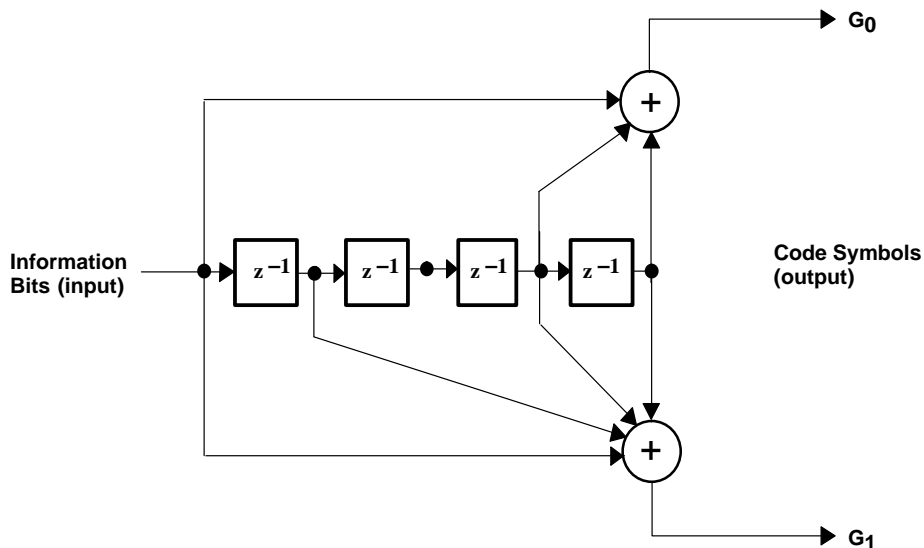 G0
+
Information
Bits (input)
z⁻¹ z⁻¹ z⁻¹ z⁻¹
Code Symbols
(output)
+
G1